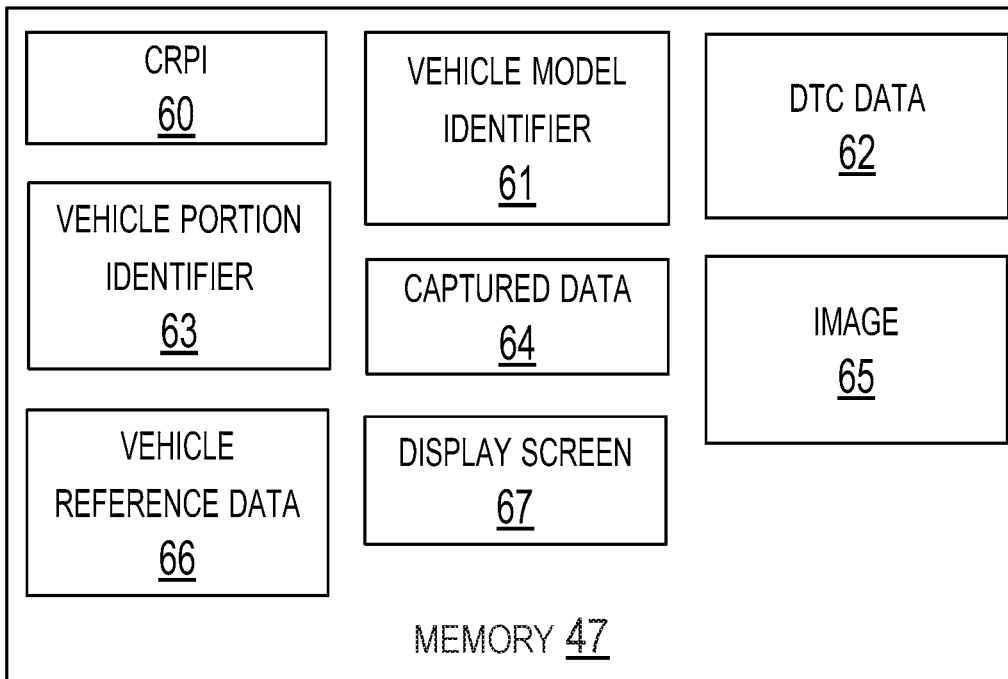 CRPI
60
VEHICLE MODEL
IDENTIFIER
61
DTC DATA
62
VEHICLE PORTION
IDENTIFIER
63
CAPTURED DATA
64
IMAGE
65
VEHICLE
REFERENCE DATA
66
DISPLAY SCREEN
67
MEMORY 47